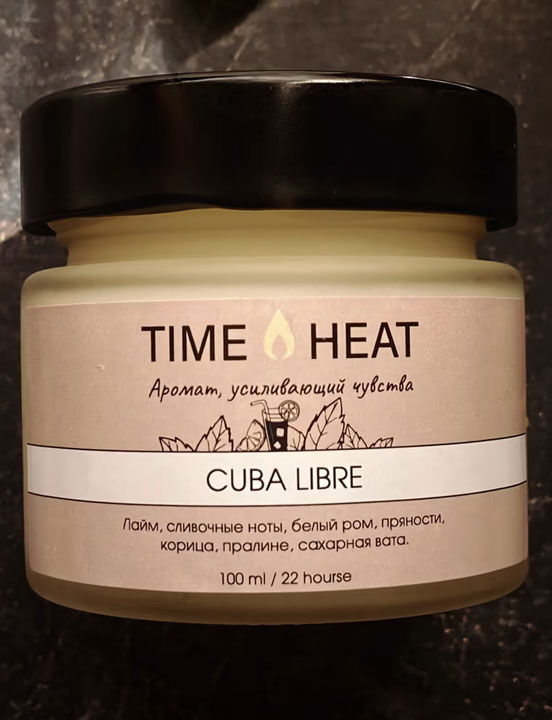 TIME HEAT
Аромат, усиливающий чувства
CUBA LIBRE
Лайм, сливочные ноты, белый ром, пряности,
корица, пралине, сахарная вата.
100 ml / 22 hourse